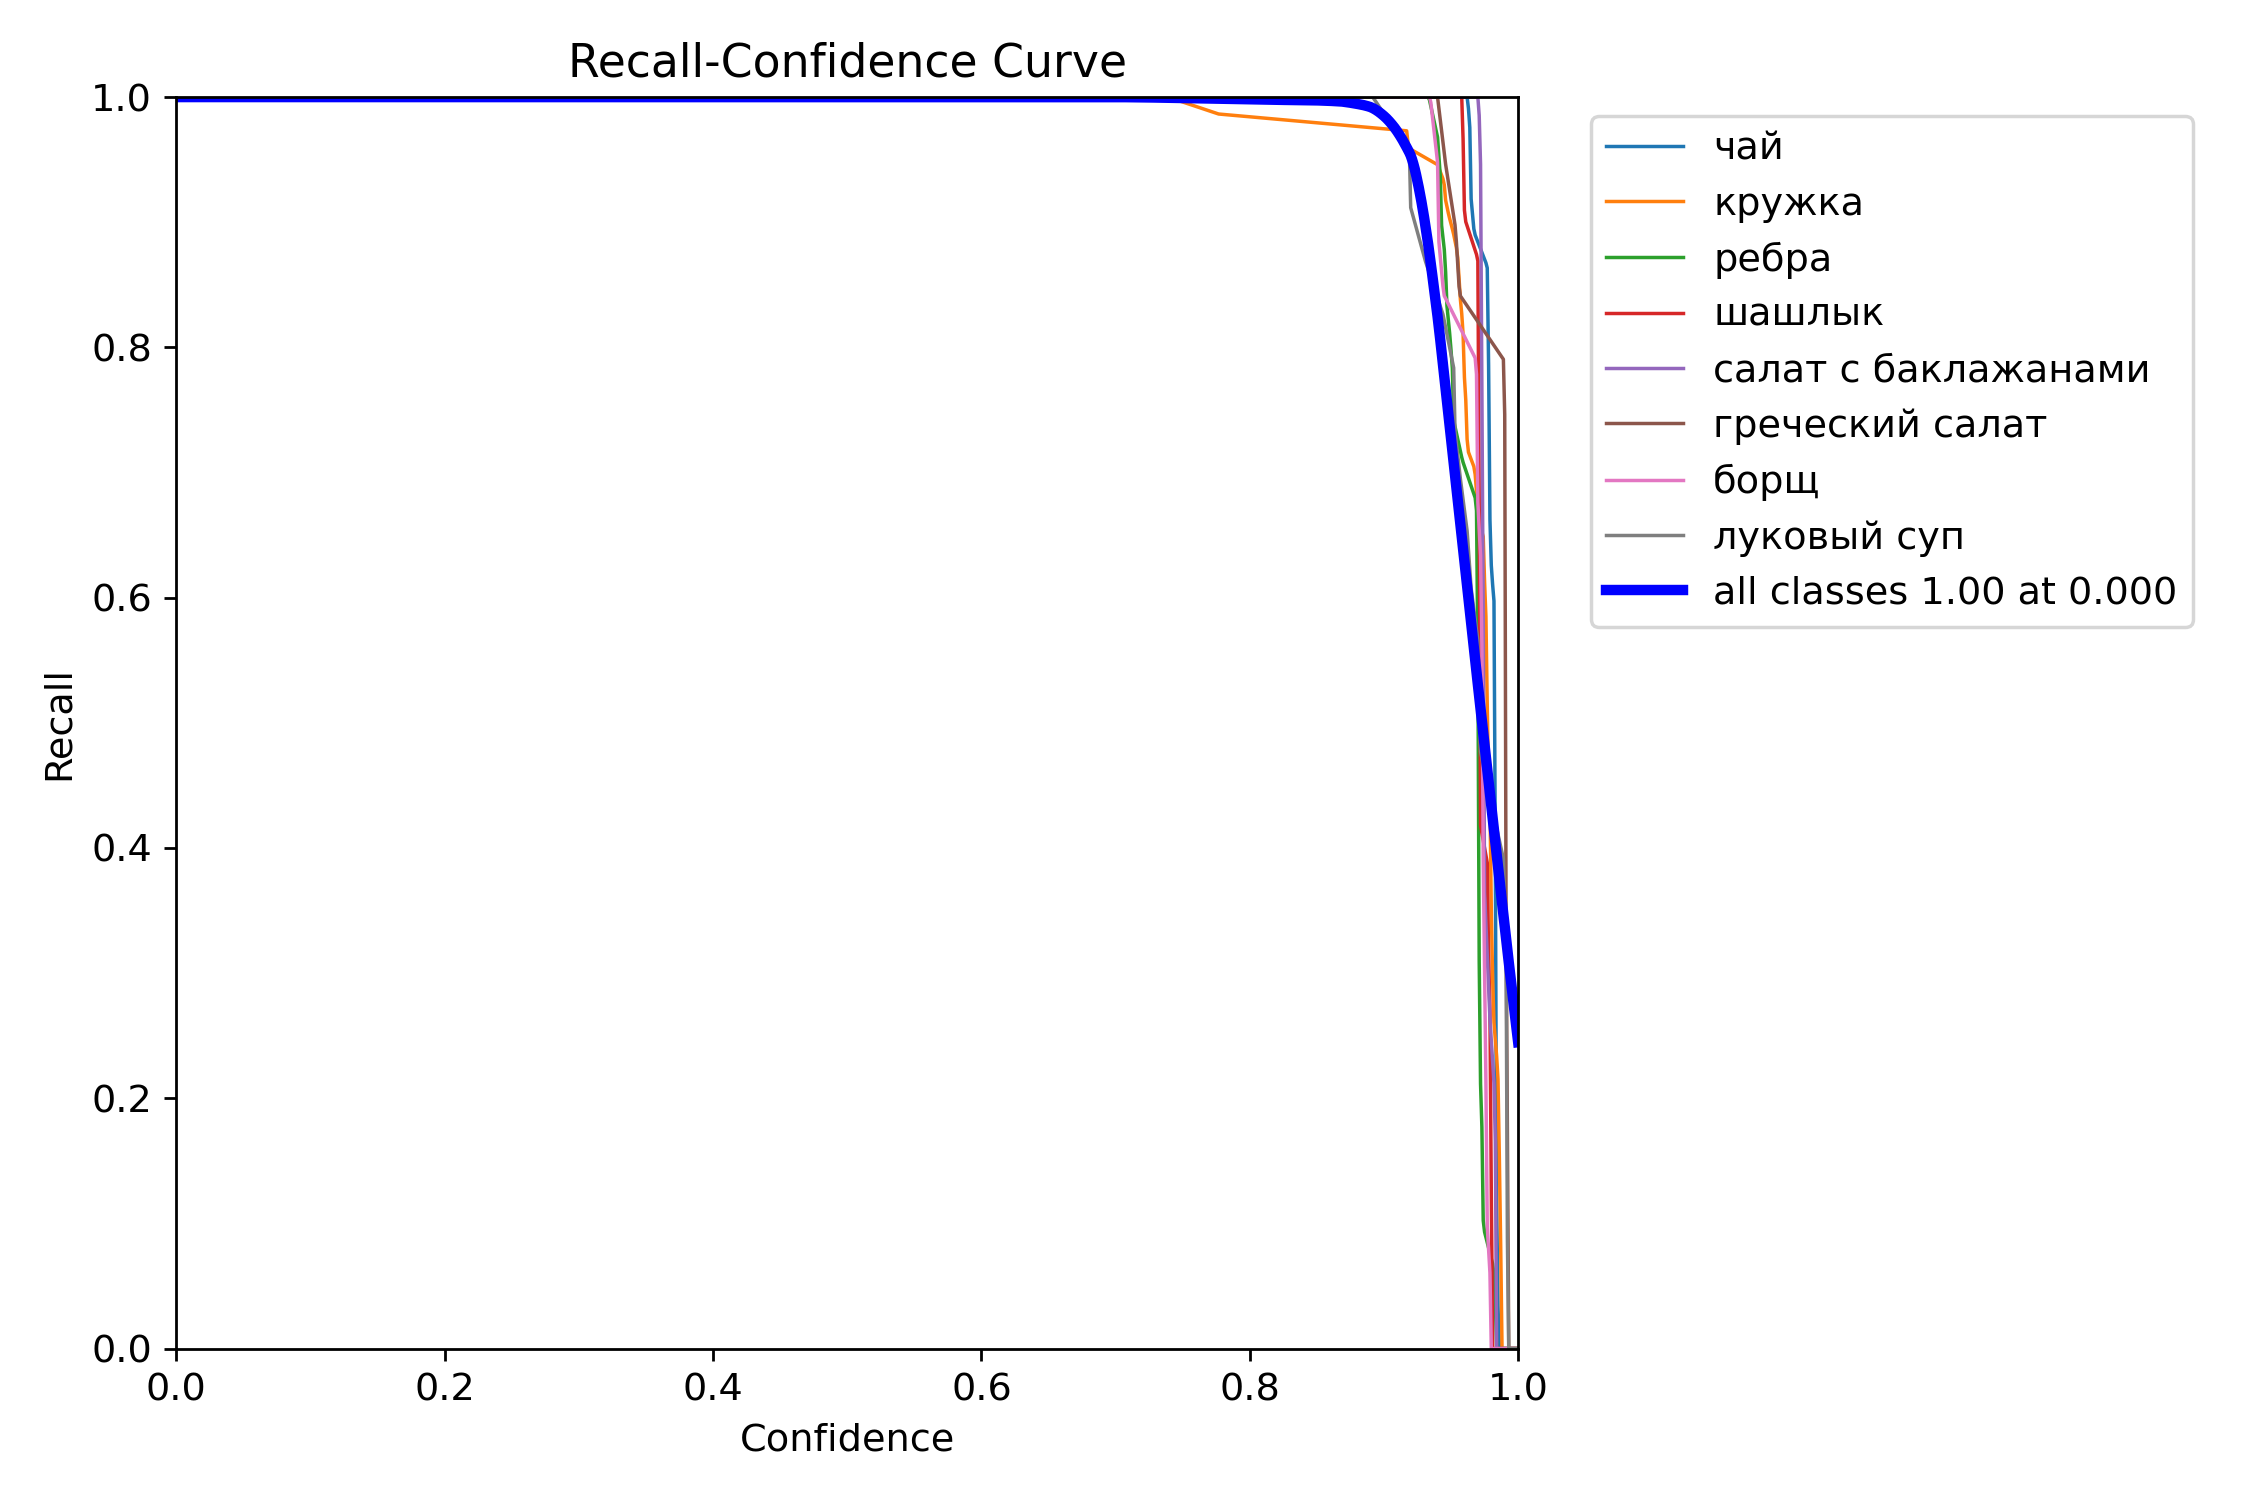 Recall-Confidence Curve
1.0
0.8
0.6
0.4
0.2
0.0
Recall
0.0 0.2 0.4 0.6 0.8 1.0
Confidence
чай
кружка
ребра
шашлык
салат с баклажанами
греческий салат
борщ
луковый суп
all classes 1.00 at 0.000